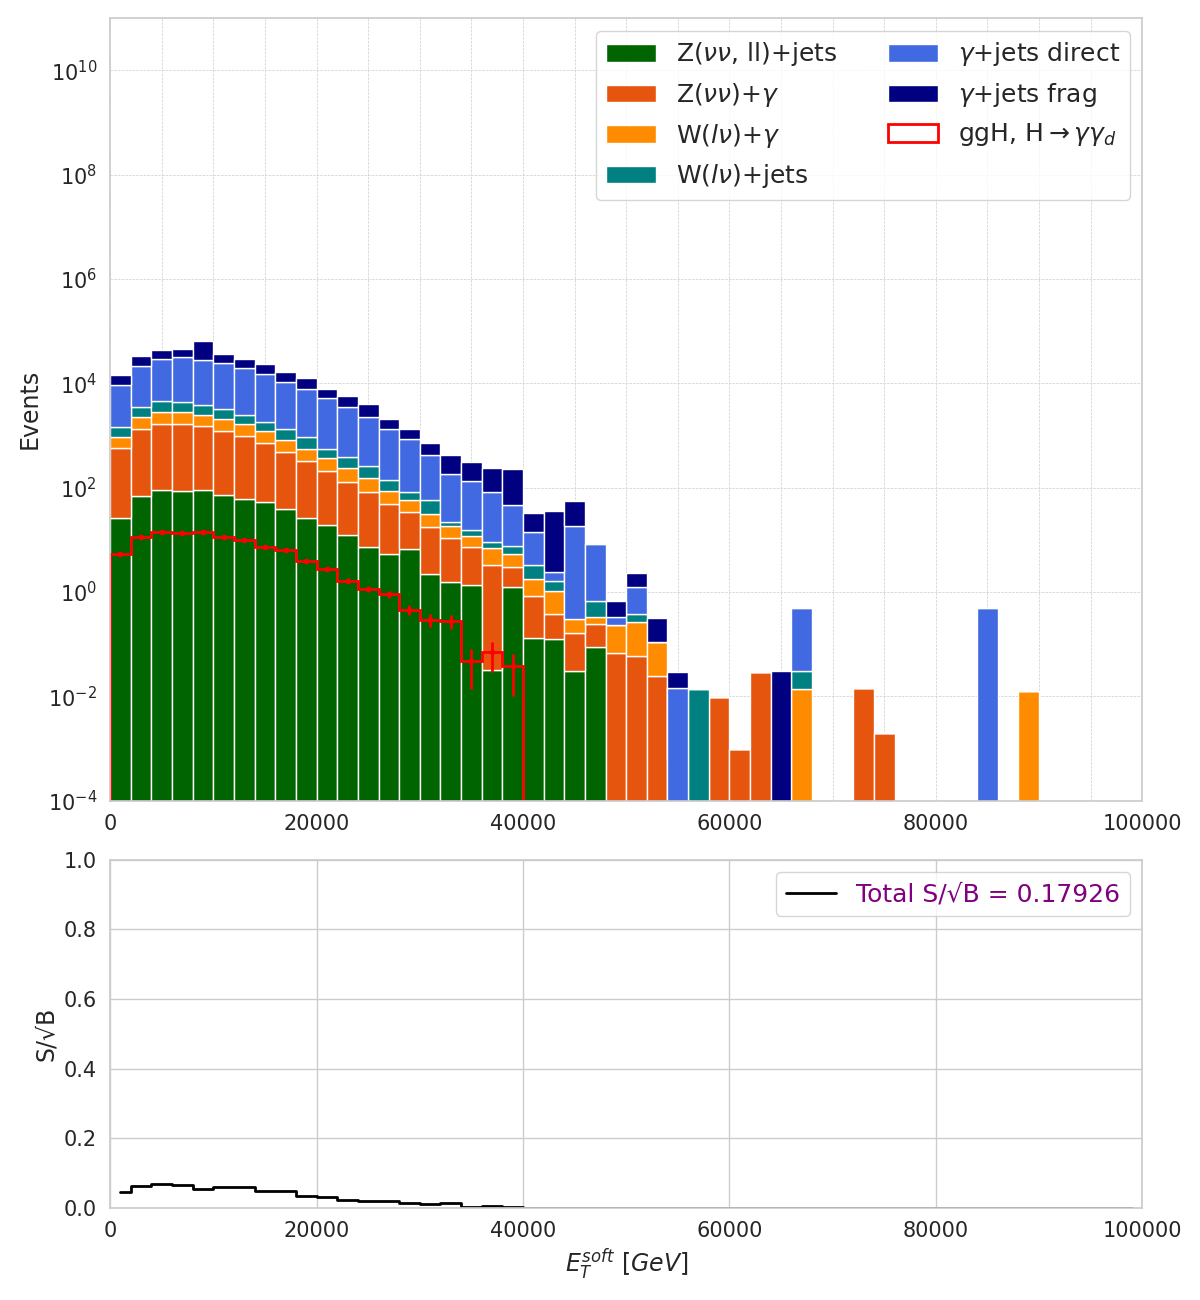 Z(νν, ll)+jets
Z(νν)+γ
W(lν)+γ
W(lν)+jets
γ+jets direct
γ+jets frag
ggH, H→γγ_d
Events
10^10
10^8
10^6
10^4
10^2
10^0
10^−2
10^−4
0 20000 40000 60000 80000 100000
Total S/√B = 0.17926
S/√B
1.0
0.8
0.6
0.4
0.2
0.0
0 20000 40000 60000 80000 100000
E_T^soft [GeV]